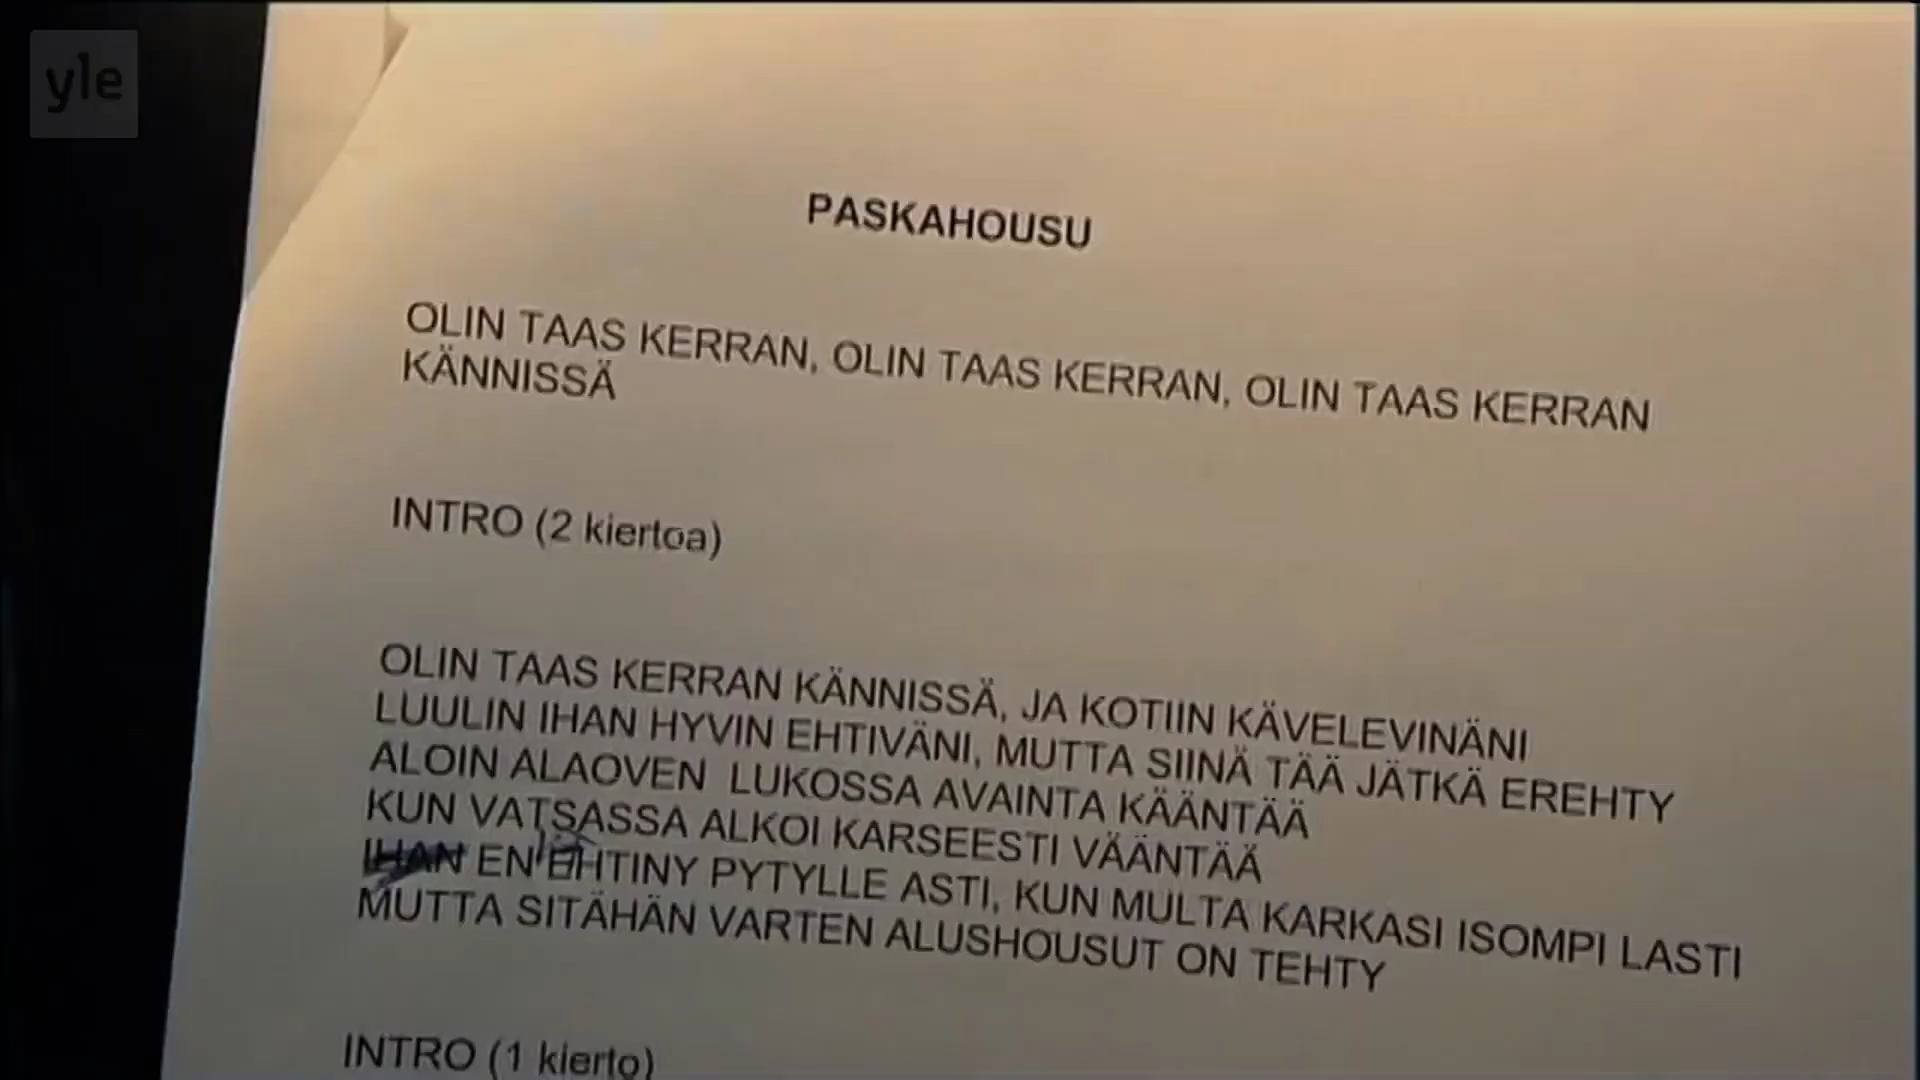 yle
PASKAHOUSU
OLIN TAAS KERRAN, OLIN TAAS KERRAN, OLIN TAAS KERRAN
KÄNNISSÄ
INTRO (2 kiertoa)
OLIN TAAS KERRAN KÄNNISSÄ, JA KOTIIN KÄVELEVINÄNI
LUULIN IHAN HYVIN EHTIVÄNI, MUTTA SIINÄ TÄÄ JÄTKÄ EREHTY
ALOIN ALAOVEN LUKOSSA AVAINTA KÄÄNTÄÄ
KUN VATSASSA ALKOI KARSEESTI VÄÄNTÄÄ
IHAN EN EHTINY PYTYLLE ASTI, KUN MULTA KARKASI ISOMPI LASTI
MUTTA SITÄHÄN VARTEN ALUSHOUSUT ON TEHTY
INTRO (1 kierto)